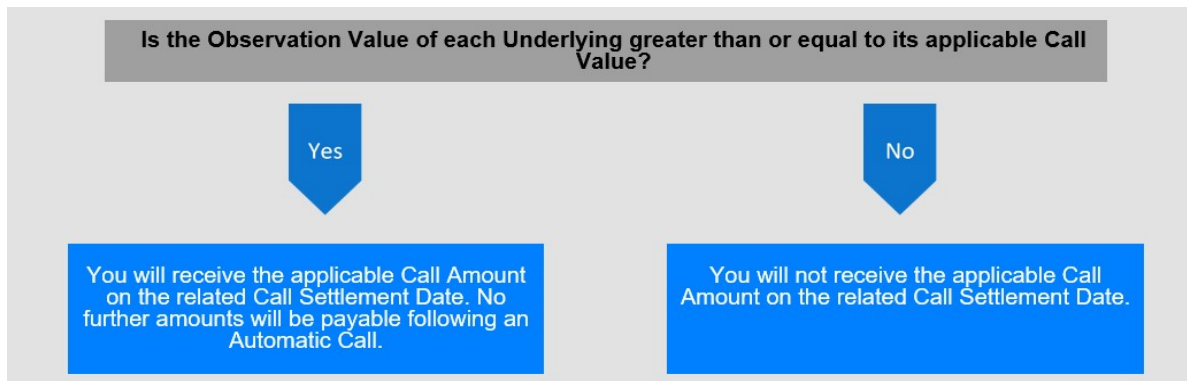 Is the Observation Value of each Underlying greater than or equal to its applicable Call
Value?
Yes
No
You will receive the applicable Call Amount
on the related Call Settlement Date. No
further amounts will be payable following an
Automatic Call.
You will not receive the applicable Call
Amount on the related Call Settlement Date.